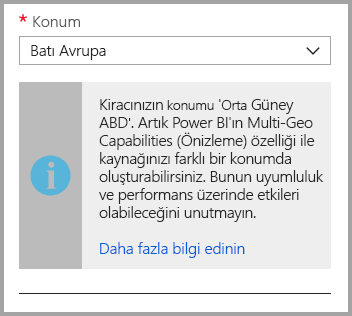 * Konum
Batı Avrupa
Kiracınızın konumu 'Orta Güney
ABD'. Artık Power BI'ın Multi-Geo
Capabilities (Önizleme) özelliği ile
kaynağınızı farklı bir konumda
oluşturabilirsiniz. Bunun uyumluluk
ve performans üzerinde etkileri
olabileceğini unutmayın.
Daha fazla bilgi edinin